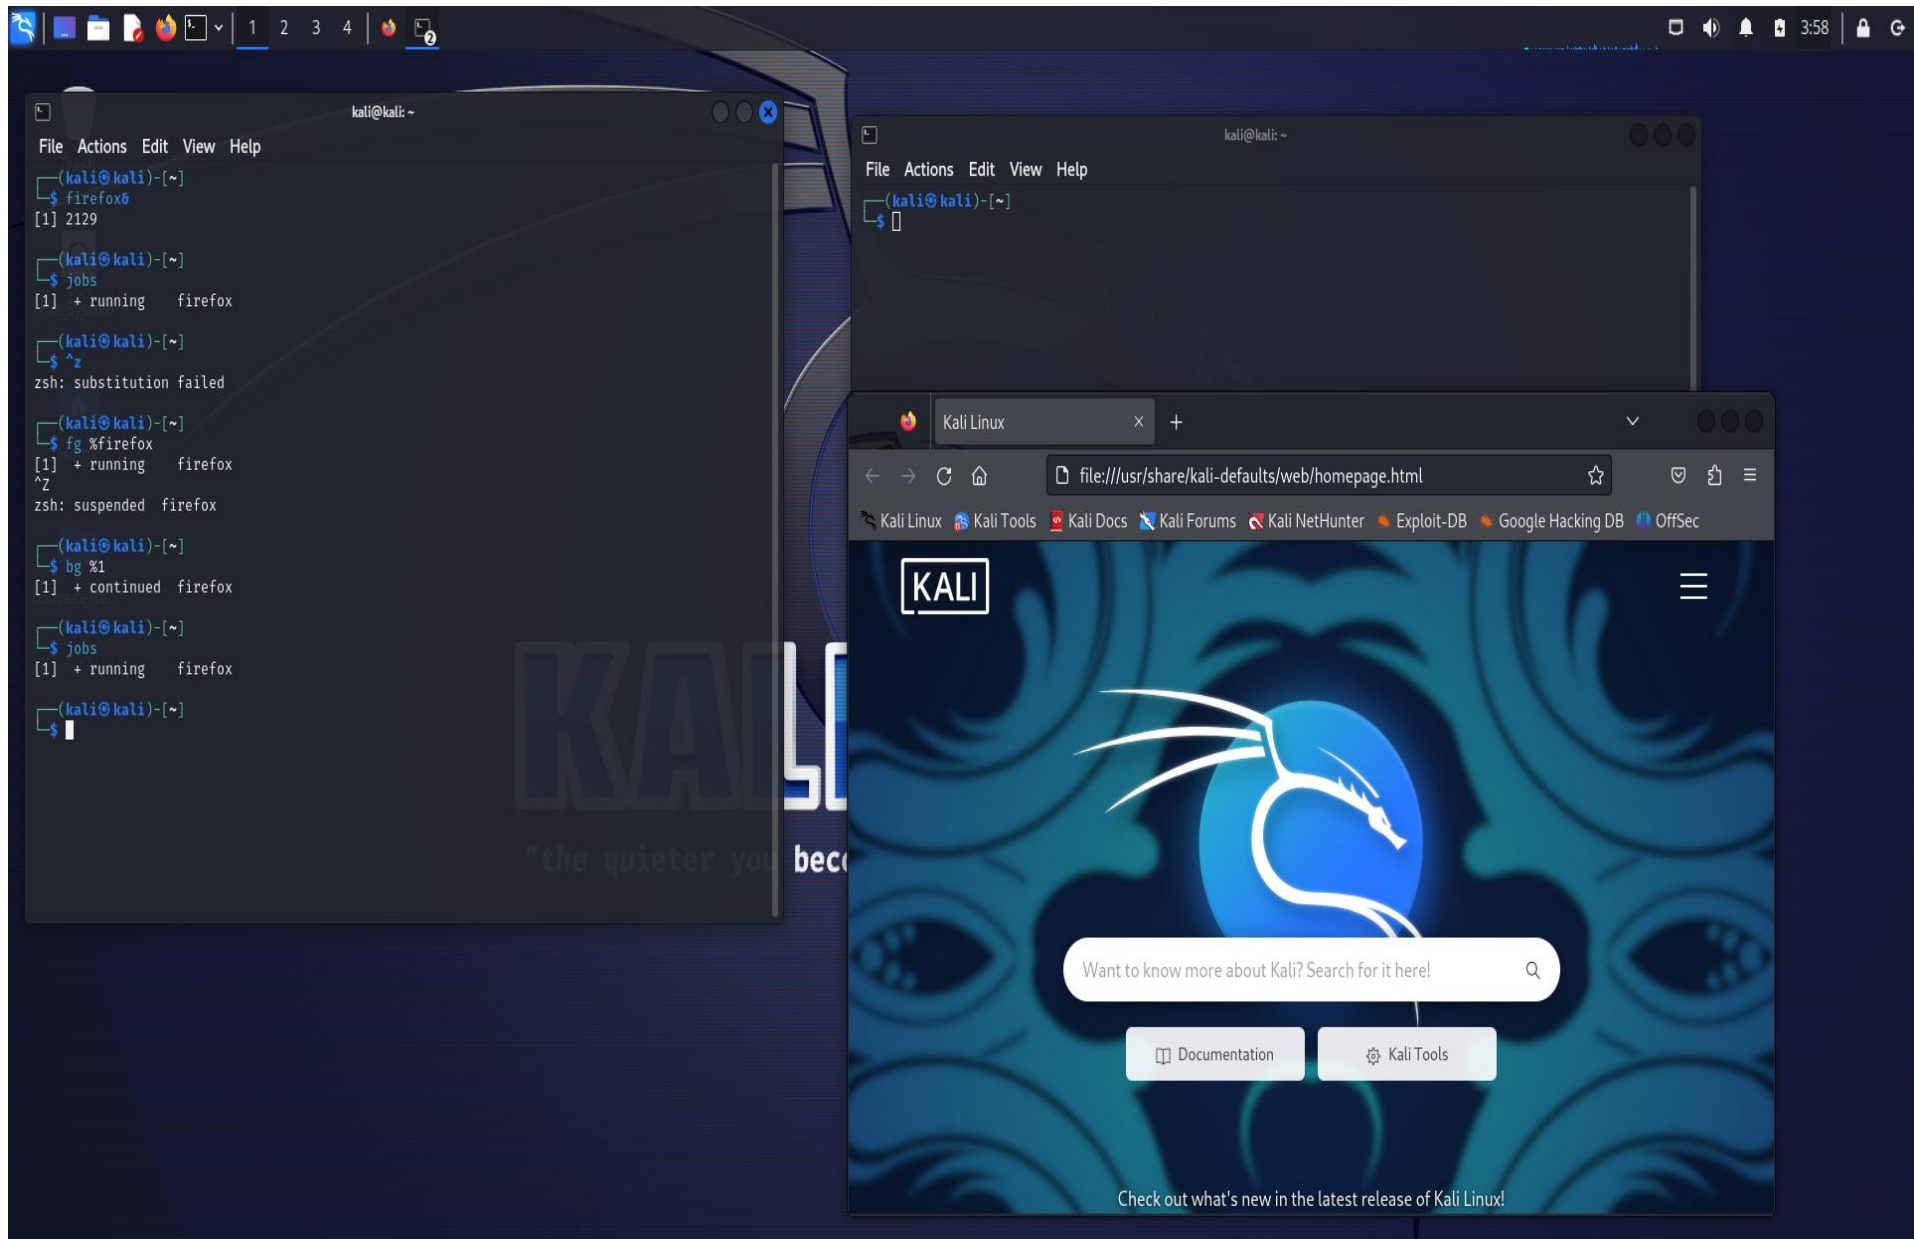 1 2 3 4
2
3:58
kali@kali: ~
File Actions Edit View Help
┌──(kali㉿kali)-[~]
└─$ firefox&
[1] 2129
┌──(kali㉿kali)-[~]
└─$ jobs
[1]  + running    firefox
┌──(kali㉿kali)-[~]
└─$ ^z
zsh: substitution failed
┌──(kali㉿kali)-[~]
└─$ fg %firefox
[1]  + running    firefox
^Z
zsh: suspended  firefox
┌──(kali㉿kali)-[~]
└─$ bg %1
[1]  + continued  firefox
┌──(kali㉿kali)-[~]
└─$ jobs
[1]  + running    firefox
┌──(kali㉿kali)-[~]
└─$
KALI
"the quieter you beco
kali@kali: ~
File Actions Edit View Help
┌──(kali㉿kali)-[~]
└─$
Kali Linux
file:///usr/share/kali-defaults/web/homepage.html
Kali Linux Kali Tools Kali Docs Kali Forums Kali NetHunter Exploit-DB Google Hacking DB OffSec
KALI
Want to know more about Kali? Search for it here!
Documentation Kali Tools
Check out what's new in the latest release of Kali Linux!